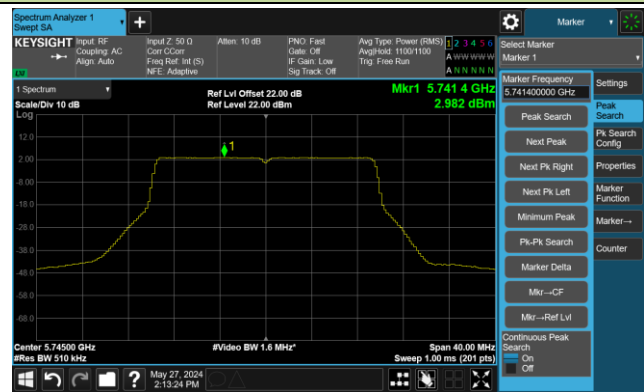 Spectrum Analyzer 1
Swept SA
Marker
KEYSIGHT
Input: RF
Coupling: AC
Align: Auto
Input Z: 50 Ω
Corr CCorr
Freq Ref: Int (S)
NFE: Adaptive
Atten: 10 dB
PNO: Fast
Gate: Off
IF Gain: Low
Sig Track: Off
Avg Type: Power (RMS)
Avg|Hold: 1100/1100
Trig: Free Run
1 2 3 4 5 6
A W W W W W
A N N N N N
LW
Select Marker
Marker 1
1 Spectrum
Scale/Div 10 dB
Ref Lvl Offset 22.00 dB
Ref Level 22.00 dBm
Mkr1 5.741 4 GHz
2.982 dBm
Log
12.0
2.00
-8.00
-18.0
-28.0
-38.0
-48.0
-58.0
-68.0
1
Center 5.74500 GHz
#Res BW 510 kHz
#Video BW 1.6 MHz*
Span 40.00 MHz
Sweep 1.00 ms (201 pts)
Marker Frequency
5.741400000 GHz
Peak Search
Next Peak
Next Pk Right
Next Pk Left
Minimum Peak
Pk-Pk Search
Marker Delta
Mkr→CF
Mkr→Ref Lvl
Continuous Peak
Search
On
Off
Settings
Peak
Search
Pk Search
Config
Properties
Marker
Function
Marker→
Counter
May 27, 2024
2:13:24 PM